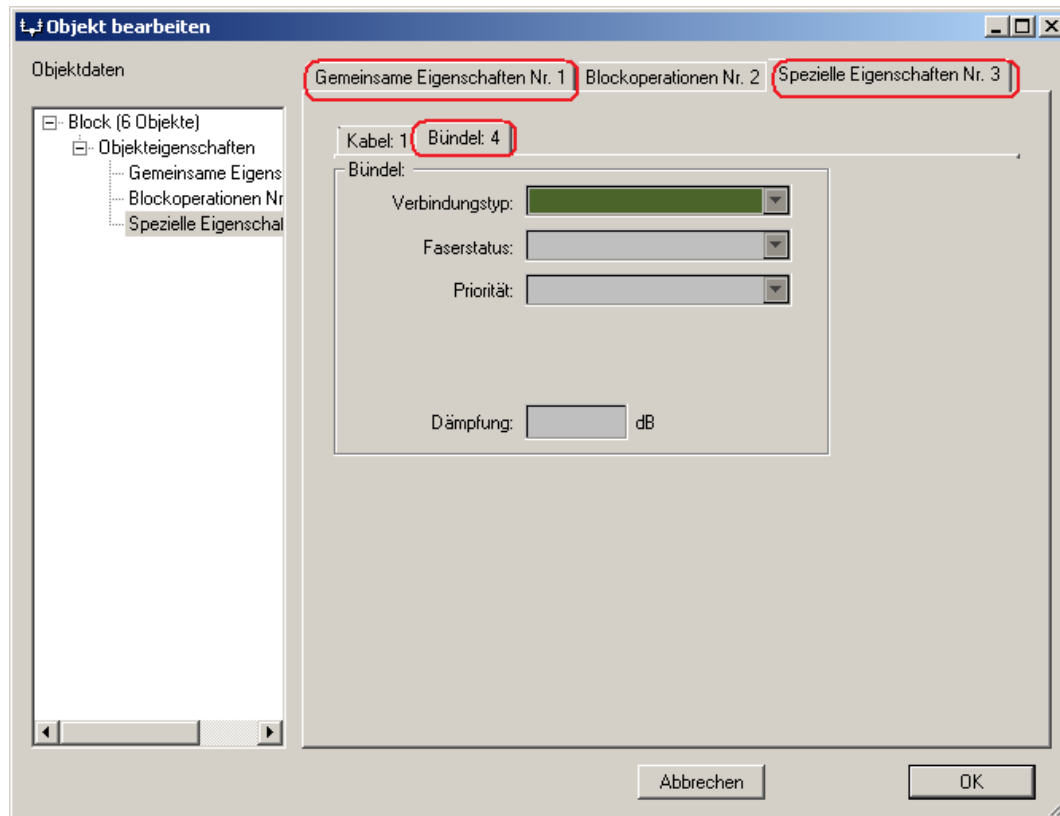 Objekt bearbeiten
Objektdaten
Block (6 Objekte)
Objekteigenschaften
Gemeinsame Eigens
Blockoperationen Nr
Spezielle Eigenschaf
Gemeinsame Eigenschaften Nr. 1
Blockoperationen Nr. 2
Spezielle Eigenschaften Nr. 3
Kabel: 1
Bündel: 4
Bündel:
Verbindungstyp:
Faserstatus:
Priorität:
Dämpfung:
dB
Abbrechen
OK